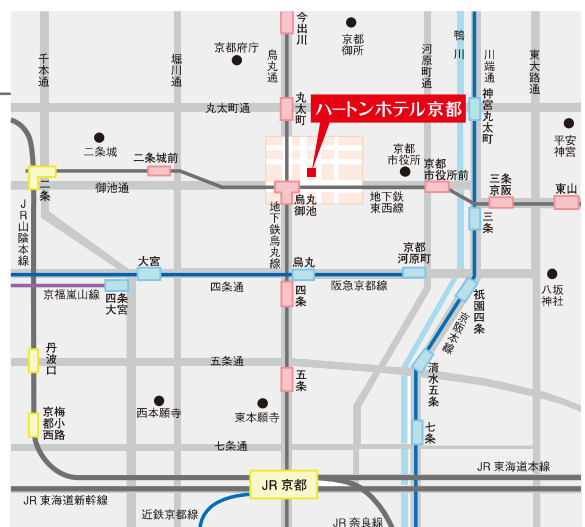 今出川
京都
御所
京都府庁
千本通
堀川通
烏丸通
河原町通
鴨川
川端通
東大路通
丸太町通
丸太町
ハートンホテル京都
神宮丸太町
平安
神宮
二条城
二条城前
京都
市役所
京都
市役所前
三条
京阪
東山
二条
御池通
烏丸
御池
地下鉄
東西線
三条
JR山陰本線
地下鉄烏丸線
大宮
烏丸
京都
河原町
四条通
阪急京都線
京福嵐山線
四条
大宮
四条
祇園四条
八坂
神社
京阪本線
丹波口
五条通
五条
清水五条
梅小路
京都西
西本願寺
東本願寺
七条
七条通
JR 京都
JR 東海道本線
JR 東海道新幹線
近鉄京都線
JR 奈良線